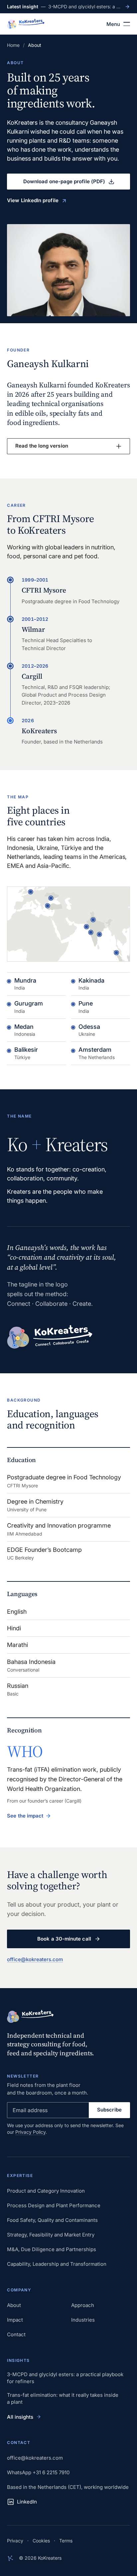 Latest insight — 3-MCPD and glycidyl esters: a ... →
KoKreaters
Connect Collaborate Create
Menu
Home / About
ABOUT
Built on 25 years
of making
ingredients work.
KoKreaters is the consultancy Ganeaysh
Kulkarni wished he could call when he was
running plants and R&D teams: someone
who has done the work, understands the
business and builds the answer with you.
Download one-page profile (PDF)
View LinkedIn profile ↗
FOUNDER
Ganeaysh Kulkarni
Ganeaysh Kulkarni founded KoKreaters
in 2026 after 25 years building and
leading technical organisations
in edible oils, specialty fats and
food ingredients.
Read the long version +
CAREER
From CFTRI Mysore
to KoKreaters
Working with global leaders in nutrition,
food, personal care and pet food.
1999–2001
CFTRI Mysore
Postgraduate degree in Food Technology
2001–2012
Wilmar
Technical Head Specialties to
Technical Director
2012–2026
Cargill
Technical, R&D and FSQR leadership;
Global Product and Process Design
Director, 2023–2026
2026
KoKreaters
Founder, based in the Netherlands
THE MAP
Eight places in
five countries
His career has taken him across India,
Indonesia, Ukraine, Türkiye and the
Netherlands, leading teams in the Americas,
EMEA and Asia-Pacific.
Mundra
India
Kakinada
India
Gurugram
India
Pune
India
Medan
Indonesia
Odessa
Ukraine
Balikesir
Türkiye
Amsterdam
The Netherlands
THE NAME
Ko + Kreaters
Ko stands for together: co-creation,
collaboration, community.
Kreaters are the people who make
things happen.
In Ganeaysh's words, the work has
"co-evolution and creativity at its soul,
at a global level".
The tagline in the logo
spells out the method:
Connect · Collaborate · Create.
KoKreaters
Connect Collaborate Create
BACKGROUND
Education, languages
and recognition
Education
Postgraduate degree in Food Technology
CFTRI Mysore
Degree in Chemistry
University of Pune
Creativity and Innovation programme
IIM Ahmedabad
EDGE Founder's Bootcamp
UC Berkeley
Languages
English
Hindi
Marathi
Bahasa Indonesia
Conversational
Russian
Basic
Recognition
WHO
Trans-fat (iTFA) elimination work, publicly
recognised by the Director-General of the
World Health Organization.
From our founder's career (Cargill)
See the impact →
Have a challenge worth
solving together?
Tell us about your product, your plant or
your decision.
Book a 30-minute call →
office@kokreaters.com
KoKreaters
Independent technical and
strategy consulting for food,
feed and specialty ingredients.
NEWSLETTER
Field notes from the plant floor
and the boardroom, once a month.
Email address
Subscribe
We use your address only to send the newsletter. See
our Privacy Policy.
EXPERTISE
Product and Category Innovation
Process Design and Plant Performance
Food Safety, Quality and Contaminants
Strategy, Feasibility and Market Entry
M&A, Due Diligence and Partnerships
Capability, Leadership and Transformation
COMPANY
About
Approach
Impact
Industries
Contact
INSIGHTS
3-MCPD and glycidyl esters: a practical playbook
for refiners
Trans-fat elimination: what it really takes inside
a plant
All insights →
CONTACT
office@kokreaters.com
WhatsApp +31 6 2215 7910
Based in the Netherlands (CET), working worldwide
LinkedIn
Privacy · Cookies · Terms
© 2026 KoKreaters